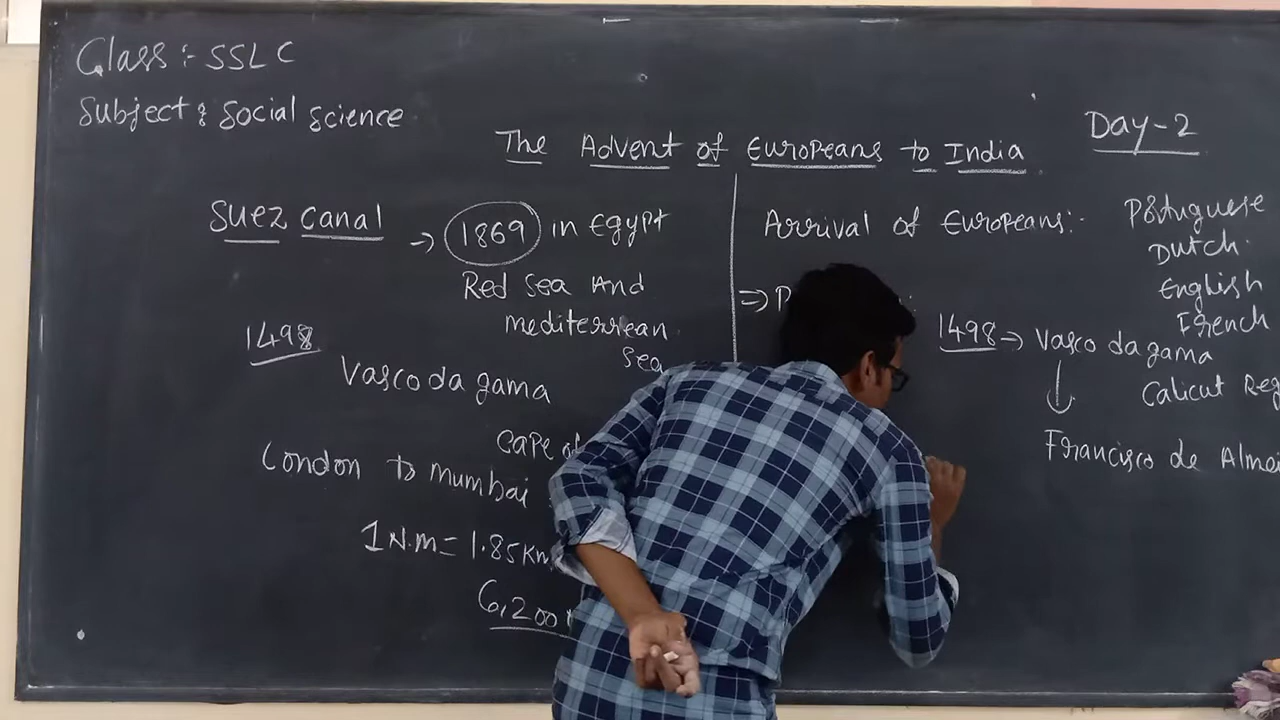 Class :- SSLC
Subject : Social science
The Advent of Europeans to India
Day-2
Suez Canal
→ 1869 in Egypt
Red Sea And
mediterrean
Sea
1498
Vasco da gama
Cape of
London to mumbai
1 N.m = 1.85 Km
6,200
Arrival of Europeans:-
Portuguese
Dutch
English
French
⇒ P
1498 → Vasco da gama
Calicut Reg
↓
Francisco de Almei